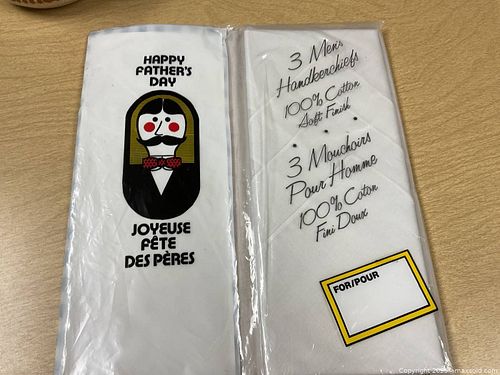 HAPPY
FATHER'S
DAY
JOYEUSE
FÊTE
DES PÈRES
3 Men's
Handkerchiefs
100% Cotton
Soft Finish
3 Mouchoirs
Pour Homme
100% Coton
Fini Doux
FOR/POUR